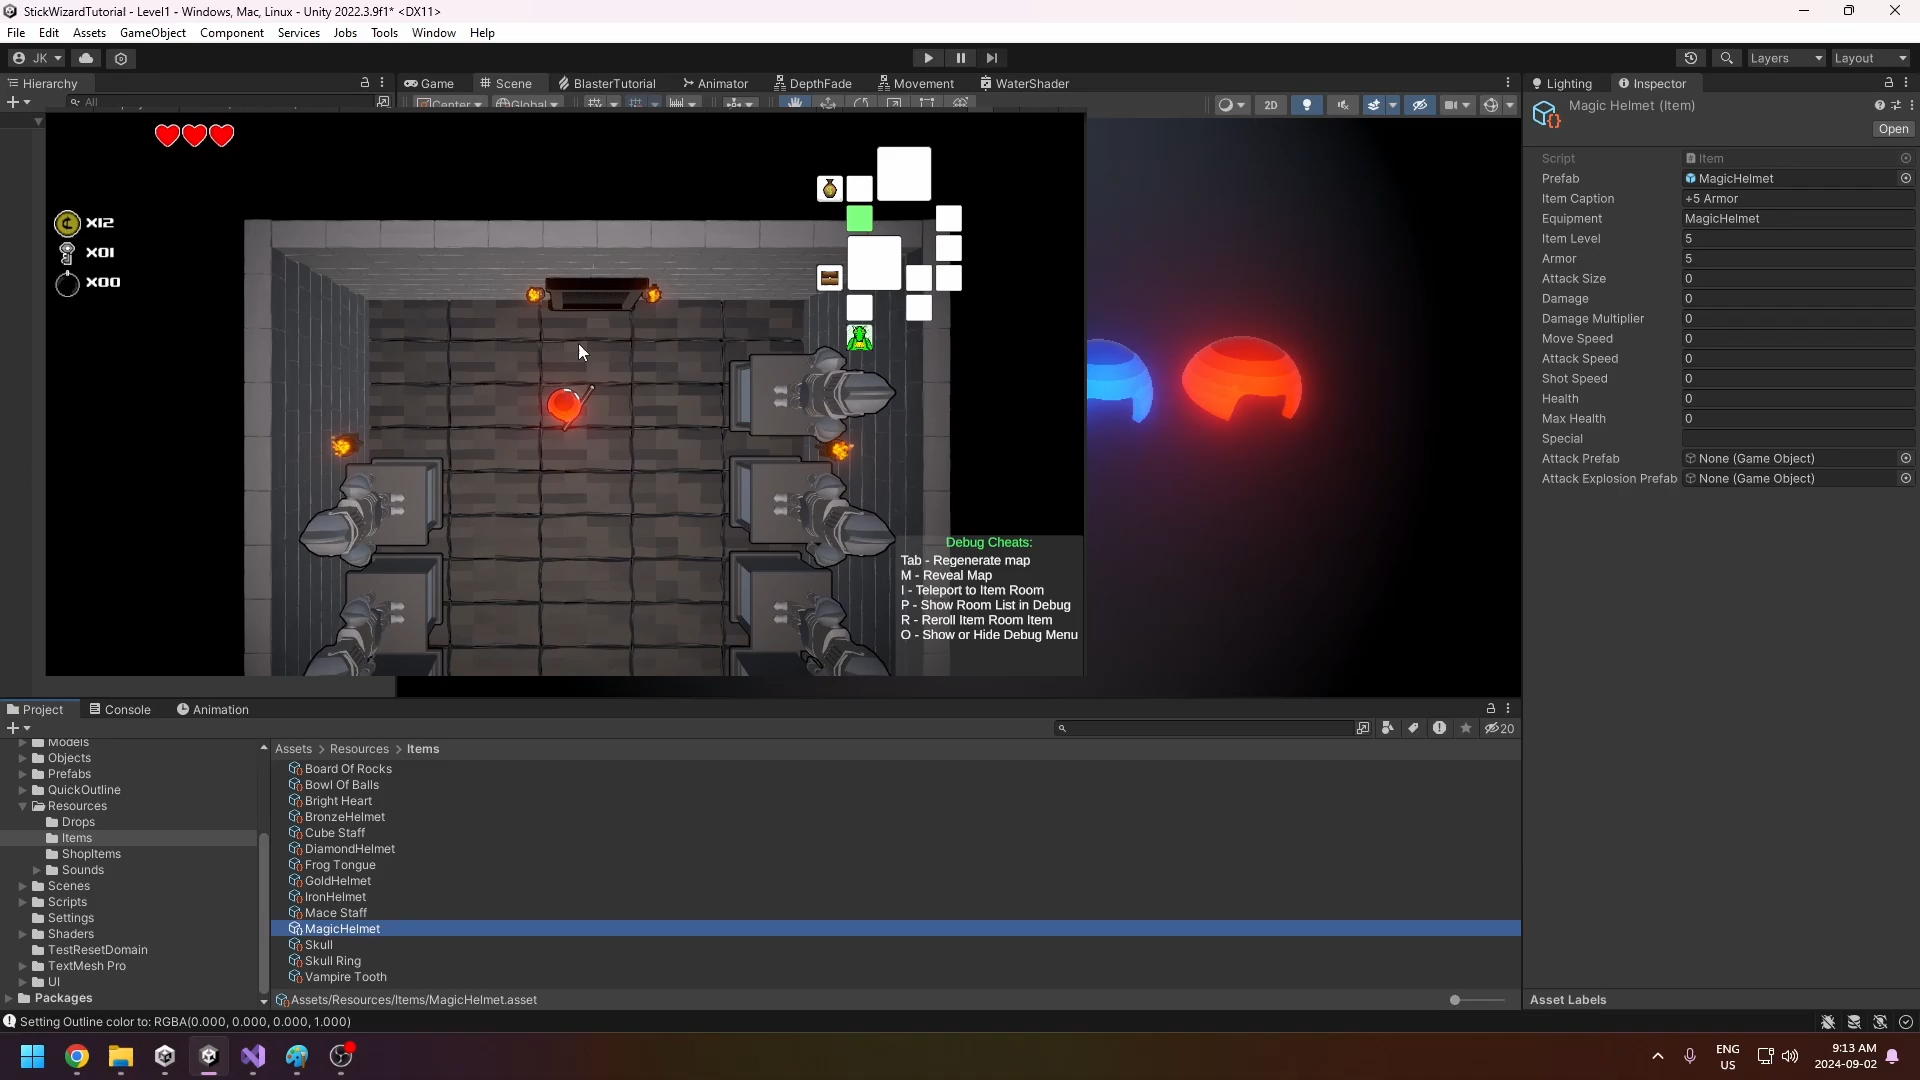 StickWizardTutorial - Level1 - Windows, Mac, Linux - Unity 2022.3.9f1* <DX11>
File Edit Assets GameObject Component Services Jobs Tools Window Help
JK Layers Layout
Hierarchy Game Scene BlasterTutorial Animator DepthFade Movement WaterShader Lighting Inspector
All Center Global 2D
Magic Helmet (Item)
Open
Script Item
Prefab MagicHelmet
Item Caption +5 Armor
Equipment MagicHelmet
Item Level 5
Armor 5
Attack Size 0
Damage 0
Damage Multiplier 0
Move Speed 0
Attack Speed 0
Shot Speed 0
Health 0
Max Health 0
Special
Attack Prefab None (Game Object)
Attack Explosion Prefab None (Game Object)
X12
X01
X00
Debug Cheats:
Tab - Regenerate map
M - Reveal Map
I - Teleport to Item Room
P - Show Room List in Debug
R - Reroll Item Room Item
O - Show or Hide Debug Menu
Project Console Animation
20
Models
Objects
Prefabs
QuickOutline
Resources
Drops
Items
ShopItems
Sounds
Scenes
Scripts
Settings
Shaders
TestResetDomain
TextMesh Pro
UI
Packages
Assets > Resources > Items
Board Of Rocks
Bowl Of Balls
Bright Heart
BronzeHelmet
Cube Staff
DiamondHelmet
Frog Tongue
GoldHelmet
IronHelmet
Mace Staff
MagicHelmet
Skull
Skull Ring
Vampire Tooth
Assets/Resources/Items/MagicHelmet.asset
Asset Labels
Setting Outline color to: RGBA(0.000, 0.000, 0.000, 1.000)
ENG
US
9:13 AM
2024-09-02